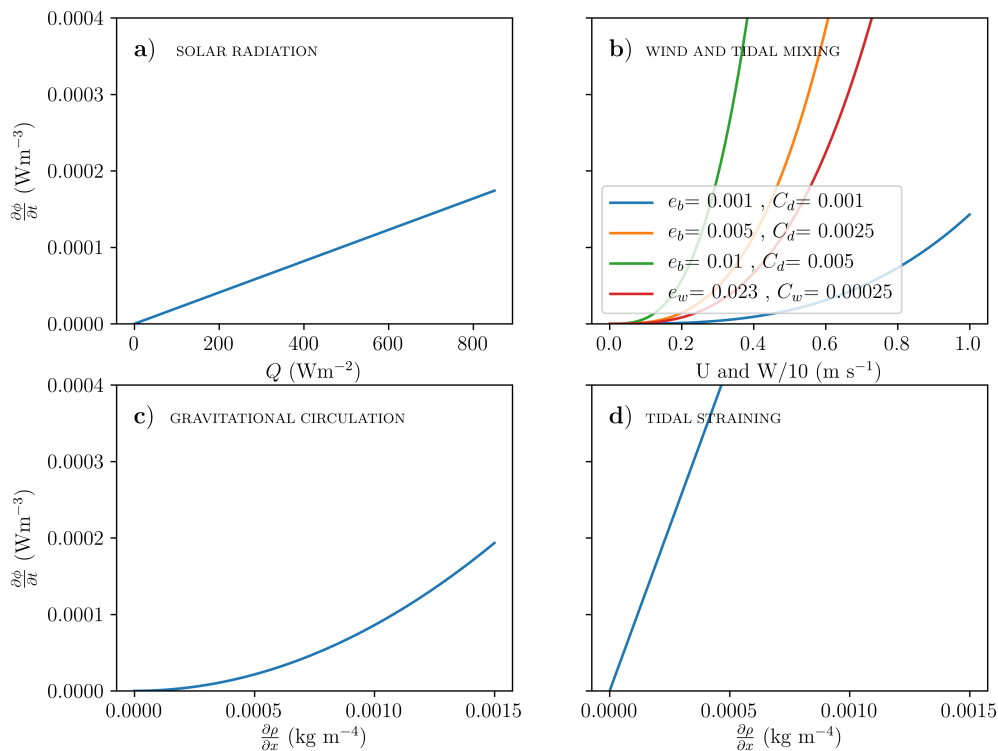 a) SOLAR RADIATION
0.0004
0.0003
0.0002
0.0001
0.0000
∂ϕ/∂t (Wm⁻³)
0 200 400 600 800
Q (Wm⁻²)
b) WIND AND TIDAL MIXING
e_b= 0.001 , C_d= 0.001
e_b= 0.005 , C_d= 0.0025
e_b= 0.01 , C_d= 0.005
e_w= 0.023 , C_w= 0.00025
0.0 0.2 0.4 0.6 0.8 1.0
U and W/10 (m s⁻¹)
c) GRAVITATIONAL CIRCULATION
0.0004
0.0003
0.0002
0.0001
0.0000
∂ϕ/∂t (Wm⁻³)
0.0000 0.0005 0.0010 0.0015
∂ρ/∂x (kg m⁻⁴)
d) TIDAL STRAINING
0.0000 0.0005 0.0010 0.0015
∂ρ/∂x (kg m⁻⁴)